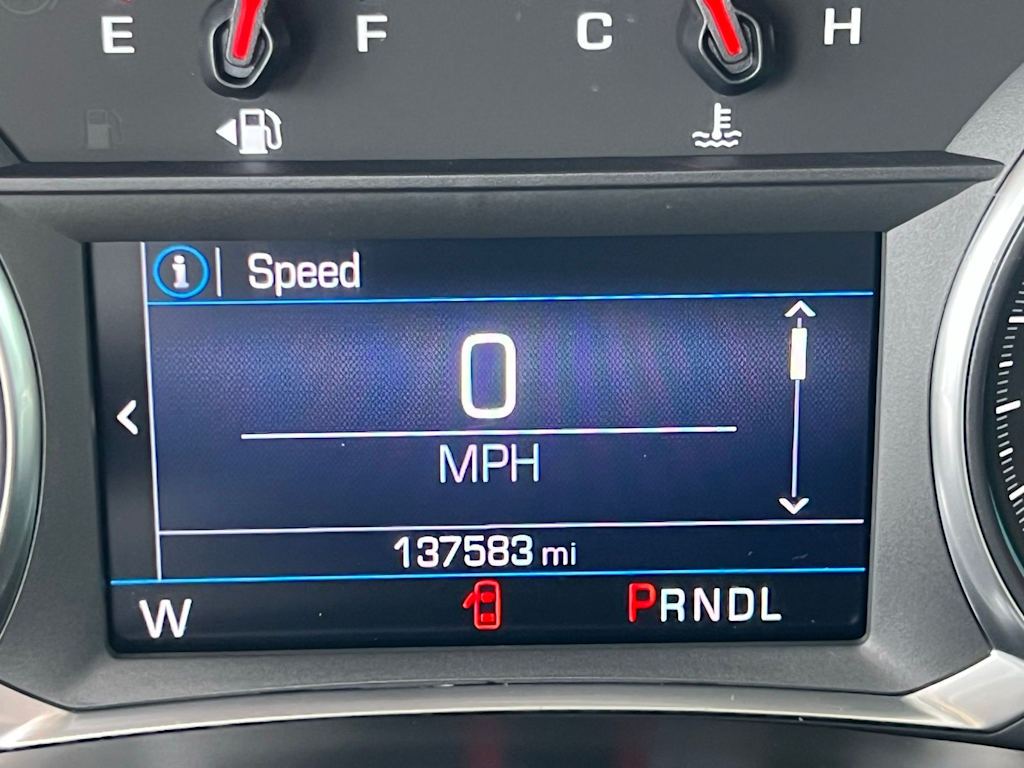 E F C H
i Speed
0
MPH
137583 mi
W PRNDL